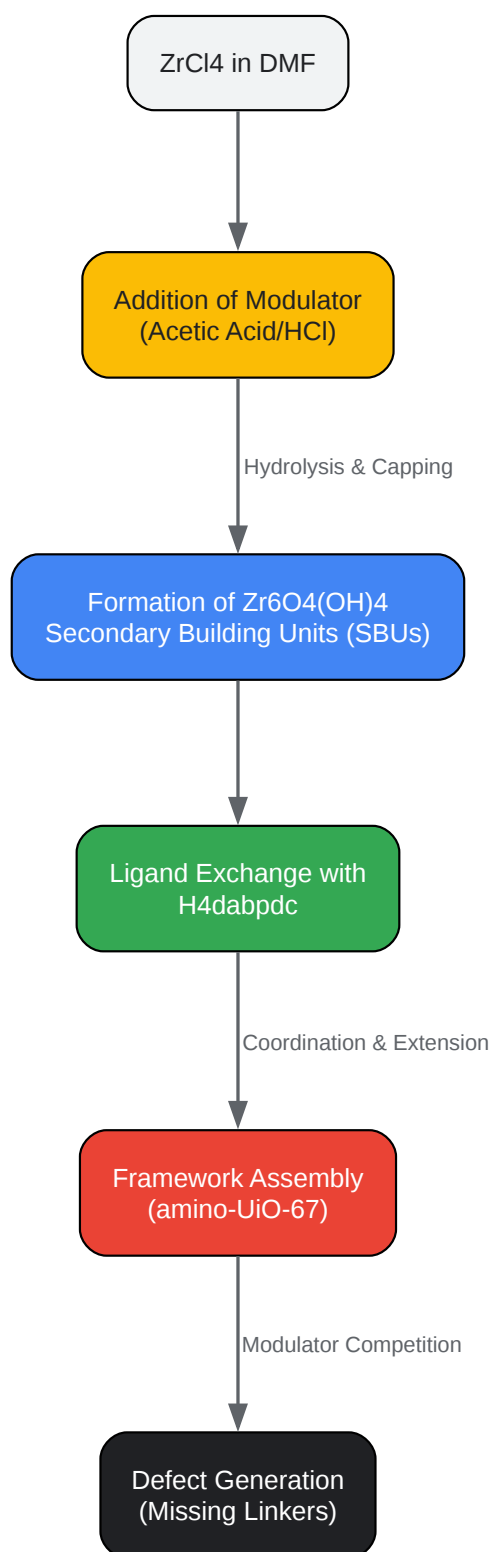 ZrCl4 in DMF
Addition of Modulator
(Acetic Acid/HCl)
Hydrolysis & Capping
Formation of Zr6O4(OH)4
Secondary Building Units (SBUs)
Ligand Exchange with
H4dabpdc
Coordination & Extension
Framework Assembly
(amino-UiO-67)
Modulator Competition
Defect Generation
(Missing Linkers)